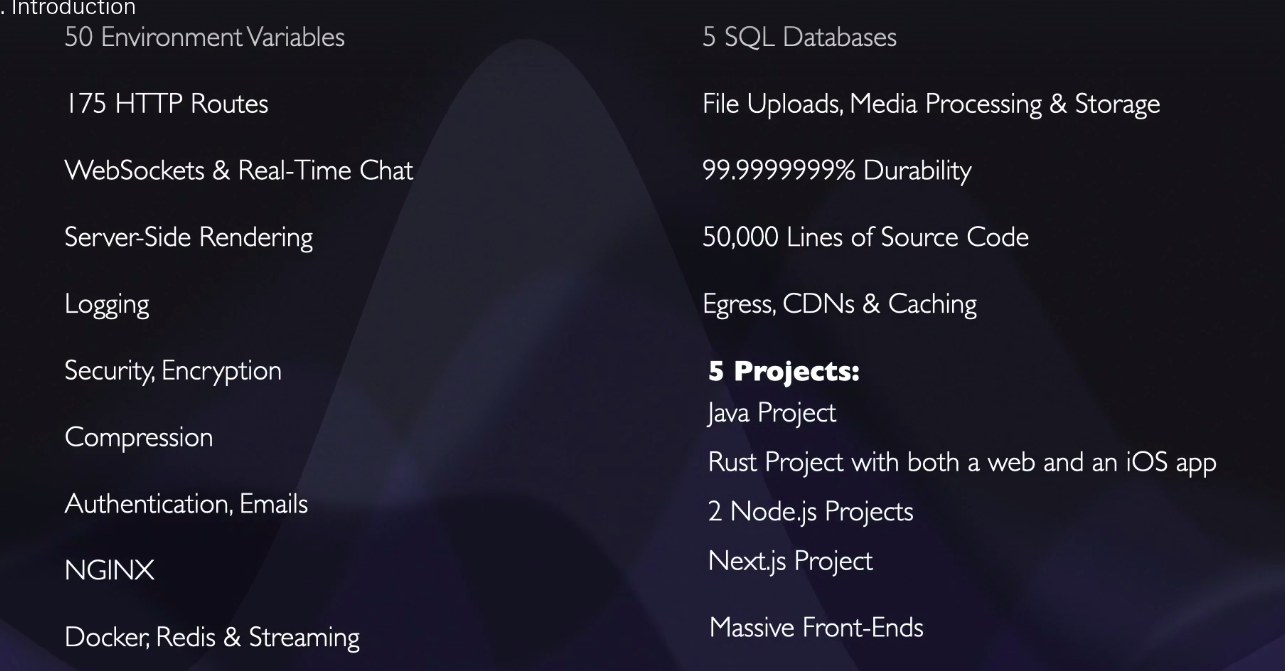 . Introduction
50 Environment Variables
175 HTTP Routes
WebSockets & Real-Time Chat
Server-Side Rendering
Logging
Security, Encryption
Compression
Authentication, Emails
NGINX
Docker, Redis & Streaming
5 SQL Databases
File Uploads, Media Processing & Storage
99.9999999% Durability
50,000 Lines of Source Code
Egress, CDNs & Caching
5 Projects:
Java Project
Rust Project with both a web and an iOS app
2 Node.js Projects
Next.js Project
Massive Front-Ends